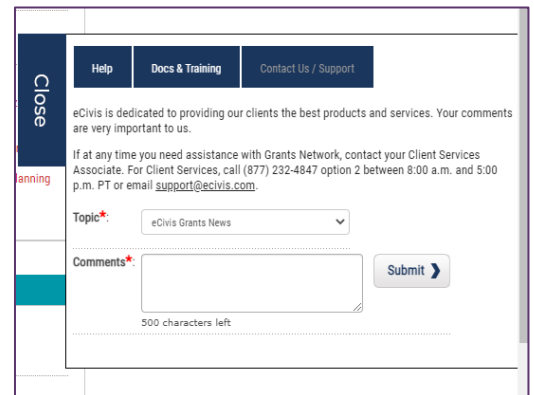 Close
Help
Docs & Training
Contact Us / Support
eCivis is dedicated to providing our clients the best products and services. Your comments
are very important to us.
If at any time you need assistance with Grants Network, contact your Client Services
Associate. For Client Services, call (877) 232-4847 option 2 between 8:00 a.m. and 5:00
p.m. PT or email support@ecivis.com.
lanning
Topic*:
eCivis Grants News
Comments*:
Submit ❯
500 characters left